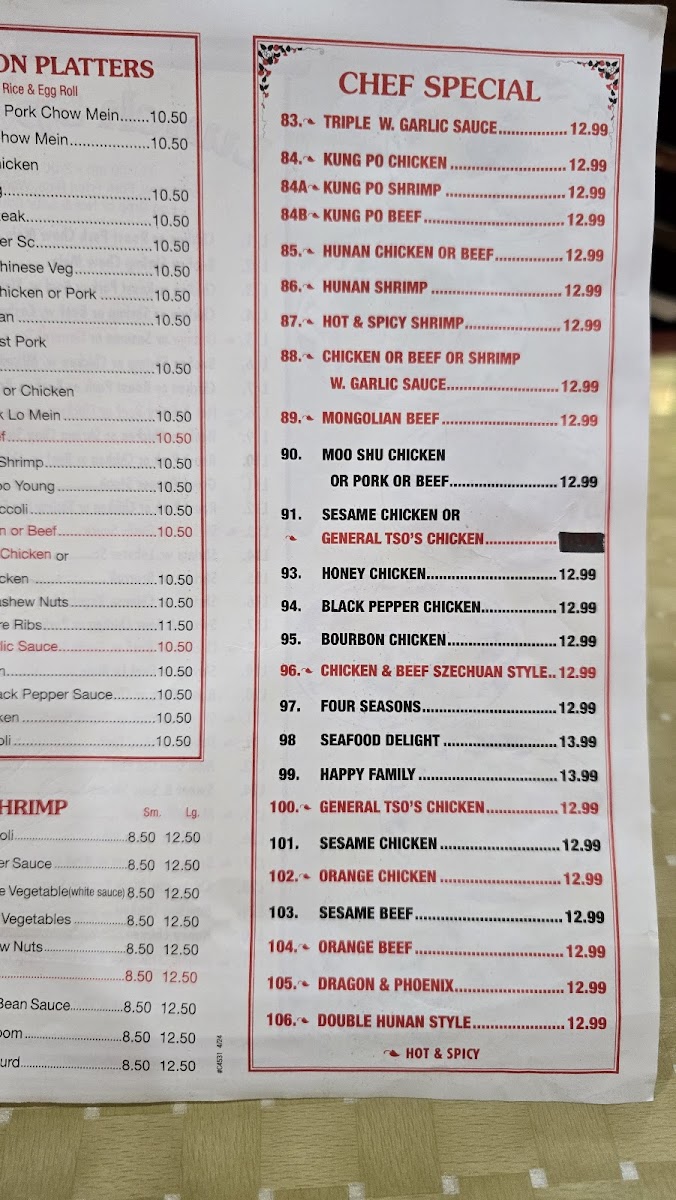 ON PLATTERS
Rice & Egg Roll
Pork Chow Mein.......10.50
how Mein....................10.50
icken
g.................................10.50
eak..............................10.50
er Sc............................10.50
hinese Veg...................10.50
hicken or Pork .............10.50
an ................................10.50
st Pork
....................................10.50
or Chicken
k Lo Mein .....................10.50
f....................................10.50
Shrimp.........................10.50
oo Young......................10.50
ccoli.............................10.50
n or Beef......................10.50
Chicken or
cken .............................10.50
shew Nuts....................10.50
re Ribs..........................11.50
lic Sauce.......................10.50
n...................................10.50
ack Pepper Sauce..........10.50
ken ...............................10.50
oli..................................10.50
HRIMP Sm. Lg.
oli..............................8.50 12.50
er Sauce ....................8.50 12.50
e Vegetable(white sauce) 8.50 12.50
Vegetables ................8.50 12.50
w Nuts.......................8.50 12.50
..................................8.50 12.50
Bean Sauce...............8.50 12.50
oom...........................8.50 12.50
urd.............................8.50 12.50
#C4531 4/24
CHEF SPECIAL
83. TRIPLE W. GARLIC SAUCE................ 12.99
84. KUNG PO CHICKEN ............................ 12.99
84A KUNG PO SHRIMP ............................. 12.99
84B KUNG PO BEEF................................. 12.99
85. HUNAN CHICKEN OR BEEF................ 12.99
86. HUNAN SHRIMP ................................ 12.99
87. HOT & SPICY SHRIMP....................... 12.99
88. CHICKEN OR BEEF OR SHRIMP
W. GARLIC SAUCE........................... 12.99
89. MONGOLIAN BEEF ............................ 12.99
90. MOO SHU CHICKEN
OR PORK OR BEEF.......................... 12.99
91. SESAME CHICKEN OR
GENERAL TSO'S CHICKEN..................
93. HONEY CHICKEN................................ 12.99
94. BLACK PEPPER CHICKEN.................. 12.99
95. BOURBON CHICKEN.......................... 12.99
96. CHICKEN & BEEF SZECHUAN STYLE.. 12.99
97. FOUR SEASONS................................. 12.99
98 SEAFOOD DELIGHT ............................ 13.99
99. HAPPY FAMILY .................................. 13.99
100. GENERAL TSO'S CHICKEN.................. 12.99
101. SESAME CHICKEN ............................. 12.99
102. ORANGE CHICKEN ............................. 12.99
103. SESAME BEEF.................................... 12.99
104. ORANGE BEEF.................................... 12.99
105. DRAGON & PHOENIX........................... 12.99
106. DOUBLE HUNAN STYLE....................... 12.99
HOT & SPICY